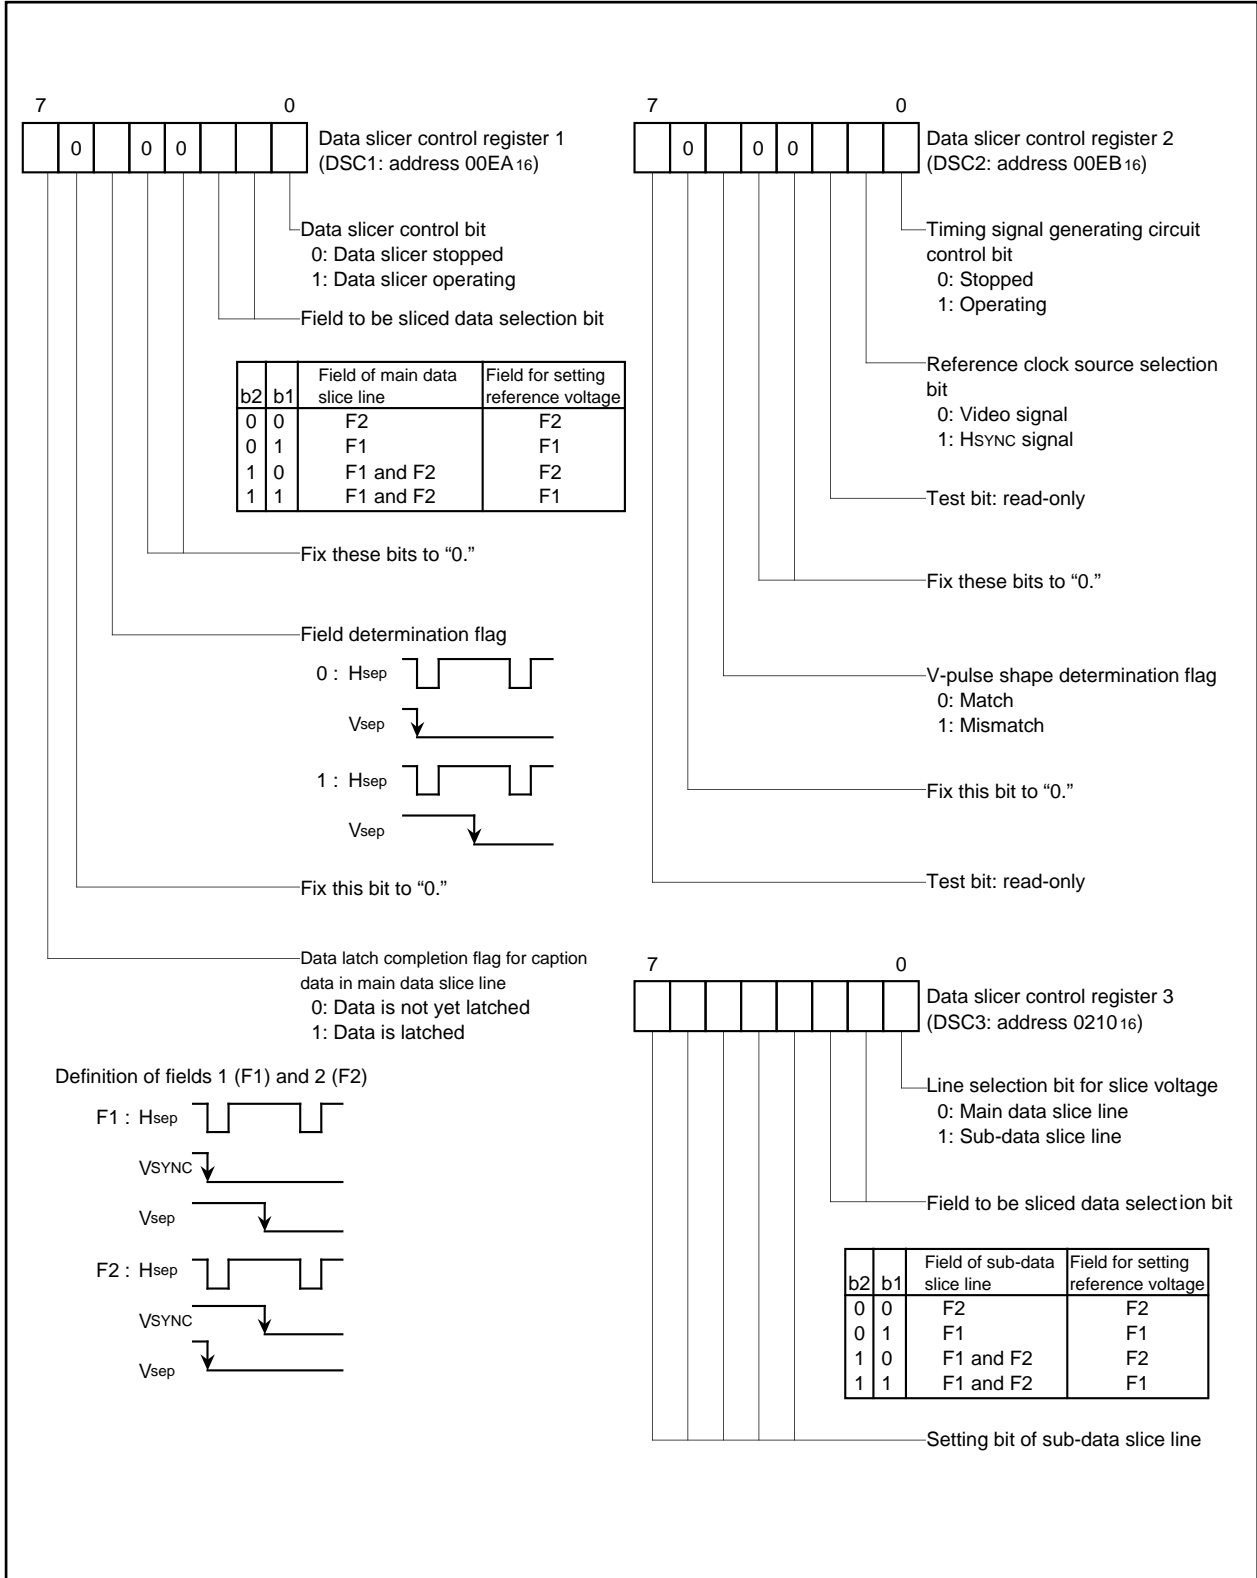 7 0
0 0 0
Data slicer control register 1
(DSC1: address 00EA16)
Data slicer control bit
0: Data slicer stopped
1: Data slicer operating
Field to be sliced data selection bit
b2 b1 Field of main data slice line Field for setting reference voltage
0 0 F2 F2
0 1 F1 F1
1 0 F1 and F2 F2
1 1 F1 and F2 F1
Fix these bits to “0.”
Field determination flag
0 : Hsep
Vsep
1 : Hsep
Vsep
Fix this bit to “0.”
Data latch completion flag for caption
data in main data slice line
0: Data is not yet latched
1: Data is latched
Definition of fields 1 (F1) and 2 (F2)
F1 : Hsep
VSYNC
Vsep
F2 : Hsep
VSYNC
Vsep
7 0
0 0 0
Data slicer control register 2
(DSC2: address 00EB16)
Timing signal generating circuit
control bit
0: Stopped
1: Operating
Reference clock source selection
bit
0: Video signal
1: HSYNC signal
Test bit: read-only
Fix these bits to “0.”
V-pulse shape determination flag
0: Match
1: Mismatch
Fix this bit to “0.”
Test bit: read-only
7 0
Data slicer control register 3
(DSC3: address 021016)
Line selection bit for slice voltage
0: Main data slice line
1: Sub-data slice line
Field to be sliced data selection bit
b2 b1 Field of sub-data slice line Field for setting reference voltage
0 0 F2 F2
0 1 F1 F1
1 0 F1 and F2 F2
1 1 F1 and F2 F1
Setting bit of sub-data slice line